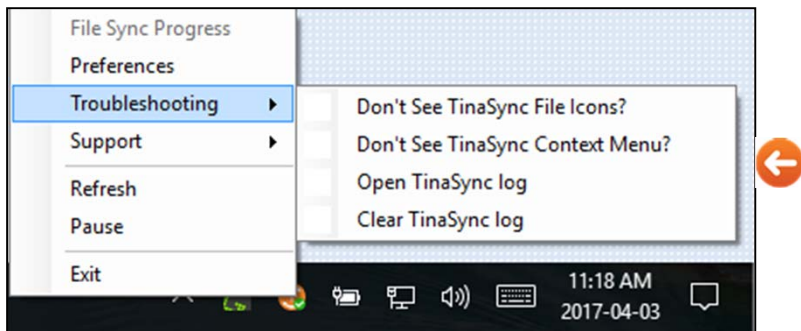 File Sync Progress
Preferences
Troubleshooting
Don't See TinaSync File Icons?
Don't See TinaSync Context Menu?
Open TinaSync log
Clear TinaSync log
Support
Refresh
Pause
Exit
11:18 AM
2017-04-03